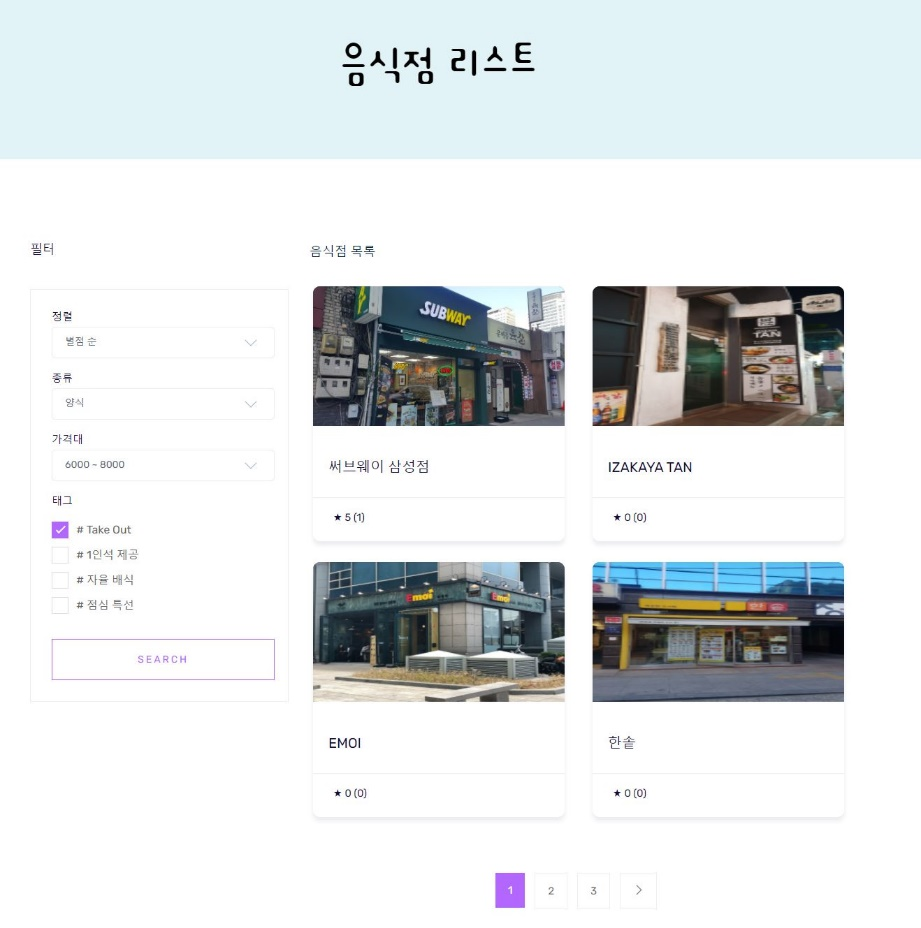 음식점 리스트
필터
정렬
별점 순
종류
양식
가격대
6000 ~ 8000
태그
# Take Out
# 1인석 제공
# 자율 배식
# 점심 특선
SEARCH
음식점 목록
SUBWAY
써브웨이 삼성점
★ 5 (1)
TAN
IZAKAYA TAN
★ 0 (0)
Emoi
Emoi
EMOI
★ 0 (0)
한솥
★ 0 (0)
1
2
3